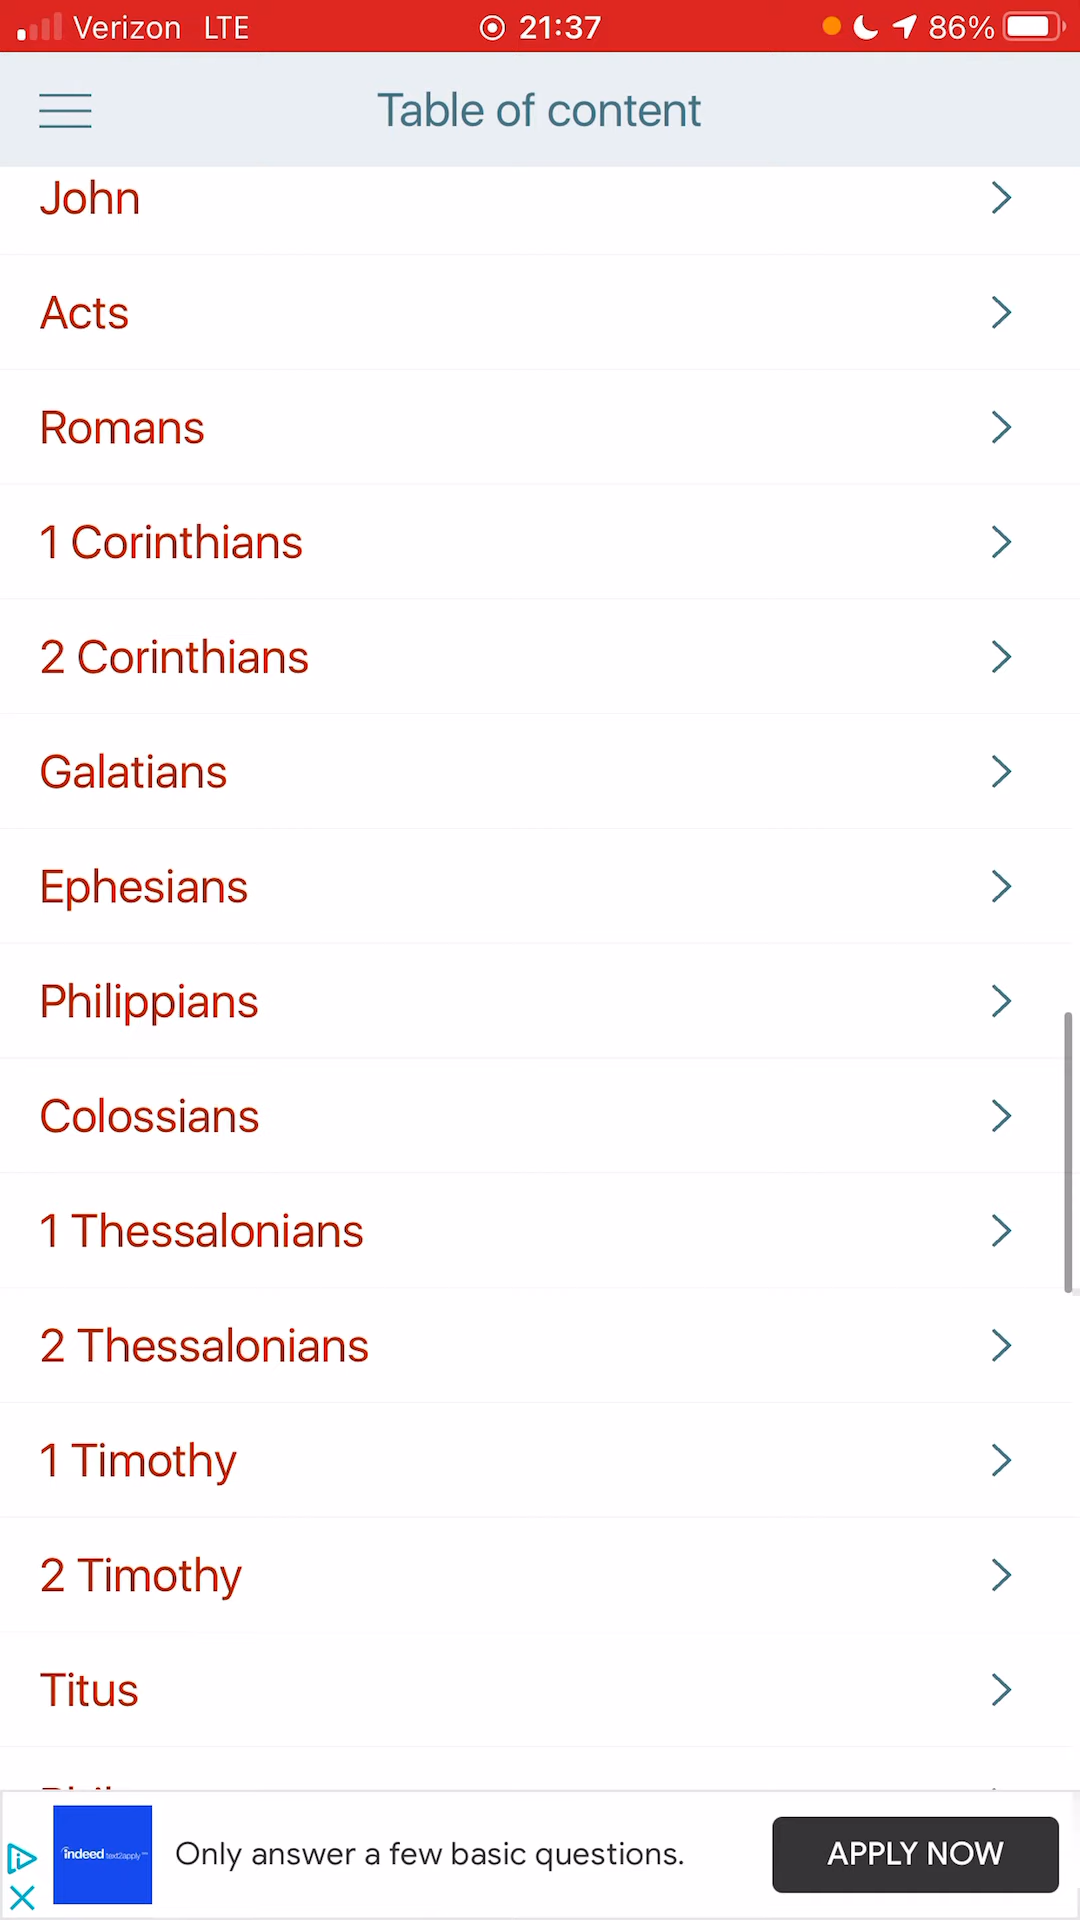 Verizon LTE 21:37 86%
Table of content
John
Acts
Romans
1 Corinthians
2 Corinthians
Galatians
Ephesians
Philippians
Colossians
1 Thessalonians
2 Thessalonians
1 Timothy
2 Timothy
Titus
indeed text2apply
Only answer a few basic questions.
APPLY NOW